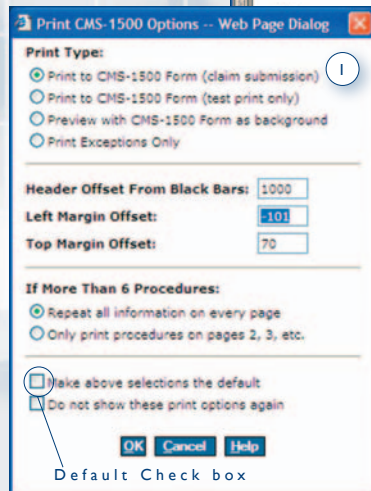 Print CMS-1500 Options -- Web Page Dialog
Print Type:
Print to CMS-1500 Form (claim submission)
1
Print to CMS-1500 Form (test print only)
Preview with CMS-1500 Form as background
Print Exceptions Only
Header Offset From Black Bars: 1000
Left Margin Offset: -101
Top Margin Offset: 70
If More Than 6 Procedures:
Repeat all information on every page
Only print procedures on pages 2, 3, etc.
Make above selections the default
Do not show these print options again
OK Cancel Help
Default Check box